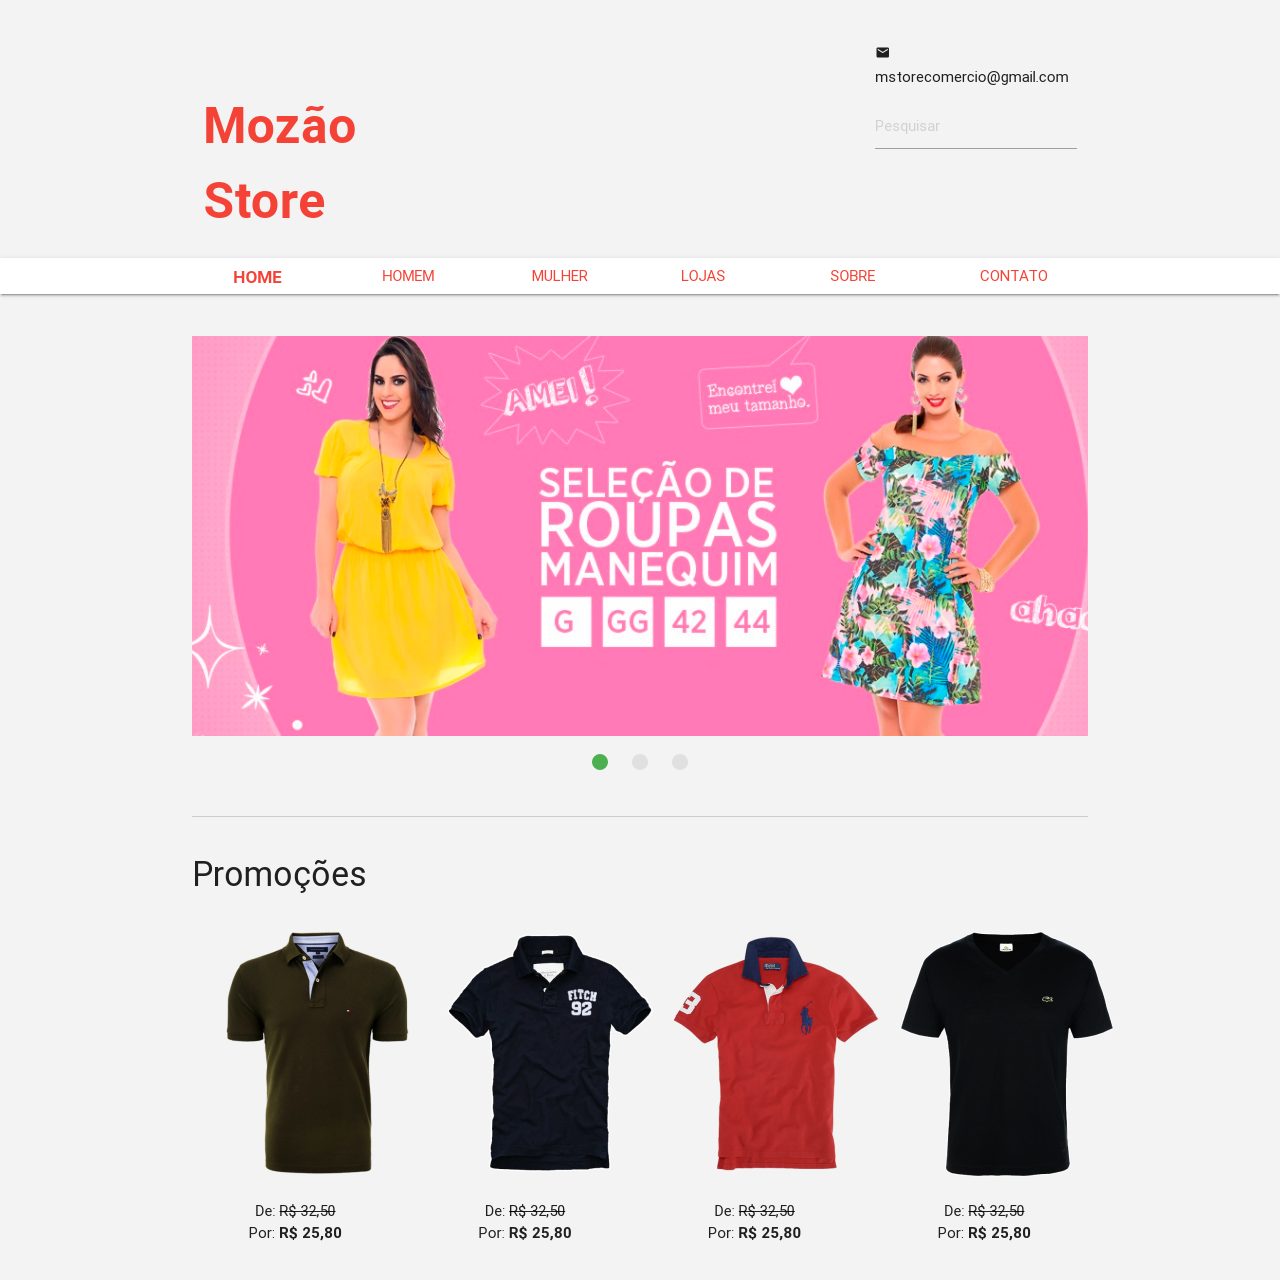 mstorecomercio@gmail.com
Pesquisar
Mozão
Store
HOME HOMEM MULHER LOJAS SOBRE CONTATO
AMEI!
Encontrei
meu tamanho.
SELEÇÃO DE
ROUPAS
MANEQUIM
G GG 42 44
Promoções
FITCH
92
3
De: R$ 32,50 De: R$ 32,50 De: R$ 32,50 De: R$ 32,50
Por: R$ 25,80 Por: R$ 25,80 Por: R$ 25,80 Por: R$ 25,80